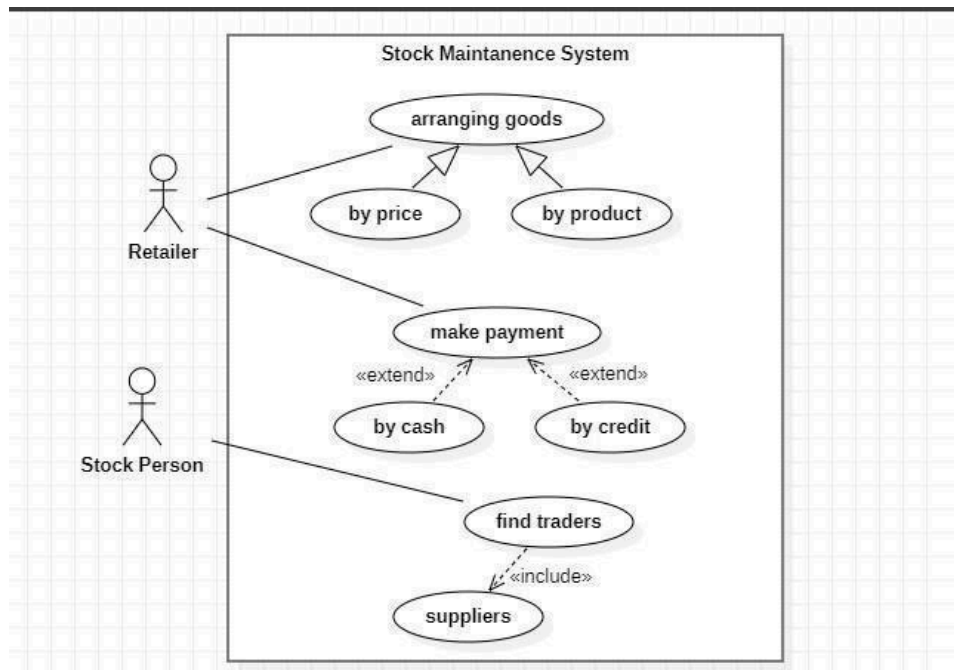 Stock Maintanence System
arranging goods
by price
by product
Retailer
make payment
«extend»
«extend»
by cash
by credit
Stock Person
find traders
«include»
suppliers